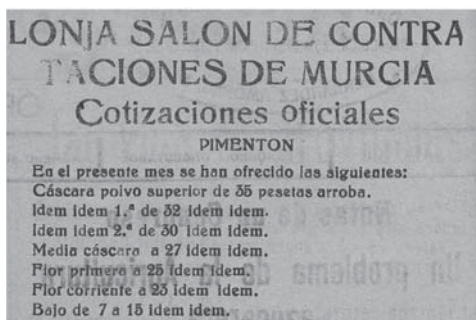 LONJA SALON DE CONTRA
TACIONES DE MURCIA
Cotizaciones oficiales
PIMENTON
En el presente mes se han ofrecido las siguientes:
Cáscara polvo superior de 35 pesetas arroba.
Idem idem 1.ª de 32 idem idem.
Idem idem 2.ª de 30 idem idem.
Media cáscara a 27 idem idem.
Flor primera a 25 idem idem.
Flor corriente a 23 idem idem.
Bajo de 7 a 15 idem idem.